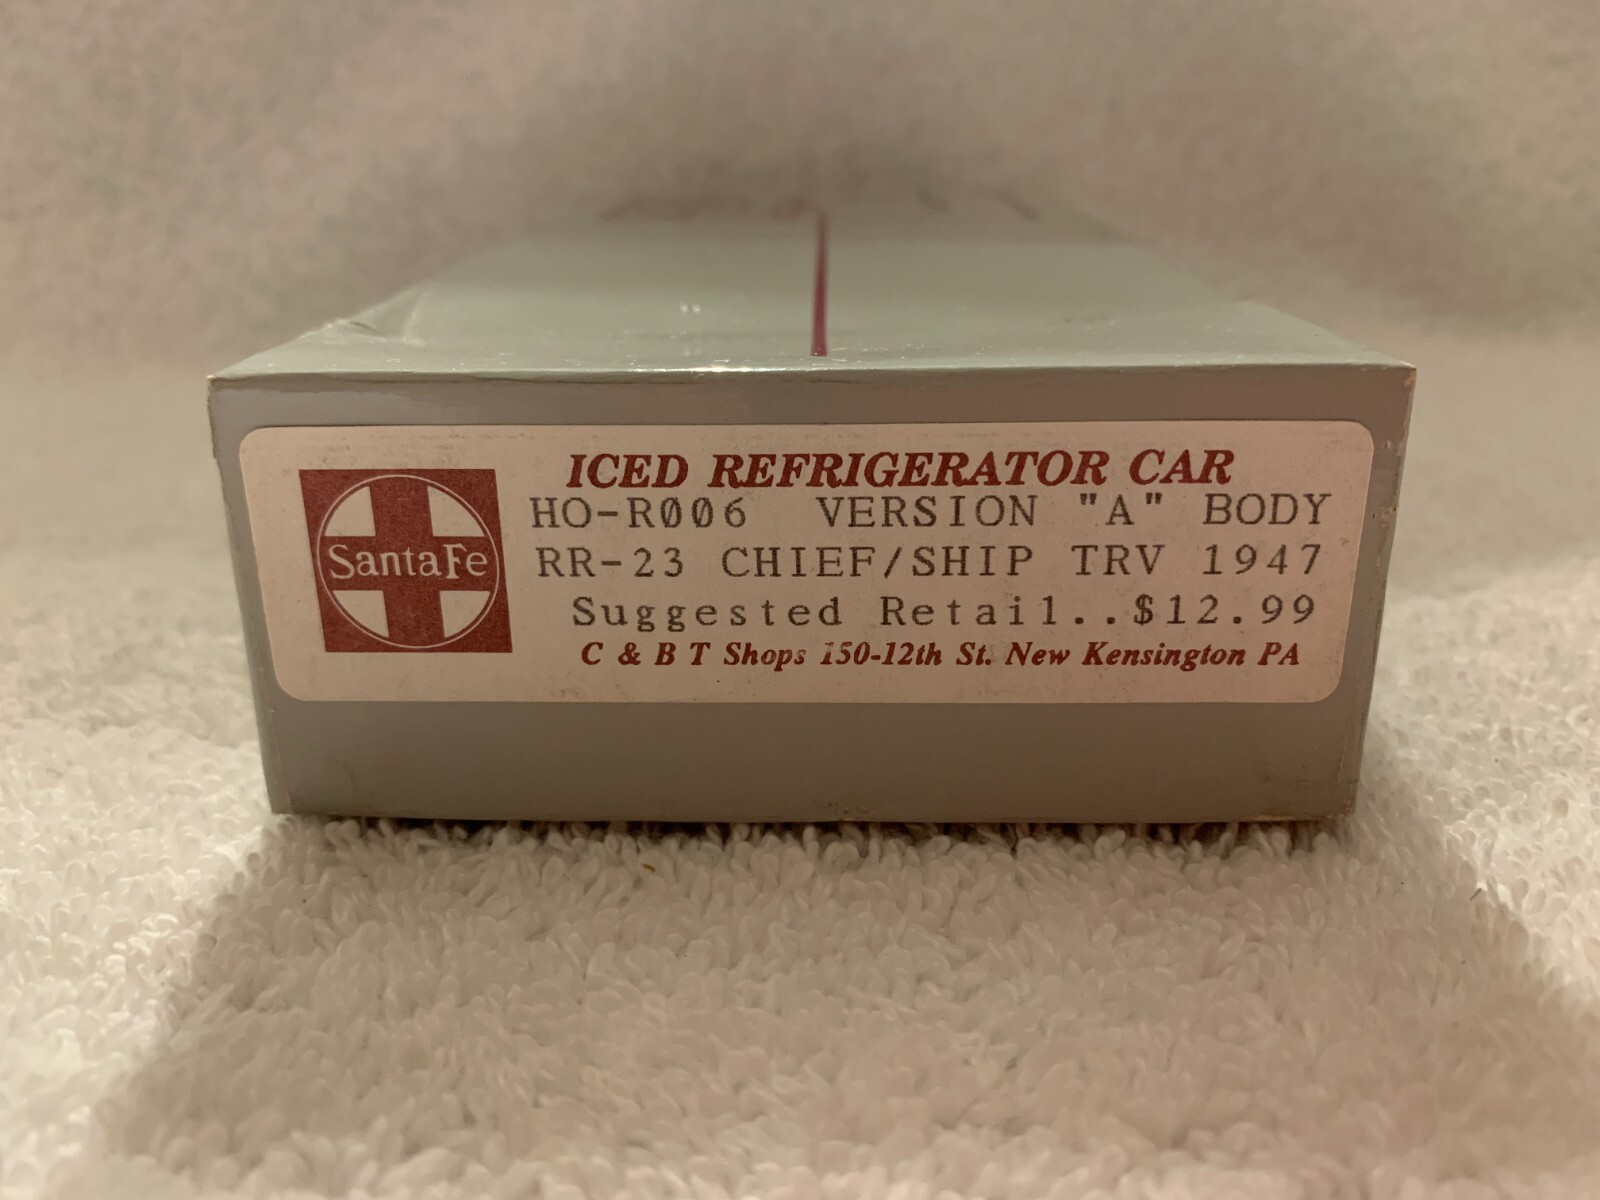 ICED REFRIGERATOR CAR
HO-RØØ6 VERSION "A" BODY
RR-23 CHIEF/SHIP TRV 1947
Suggested Retail..$12.99
C & B T Shops 150-12th St. New Kensington PA
Santa Fe